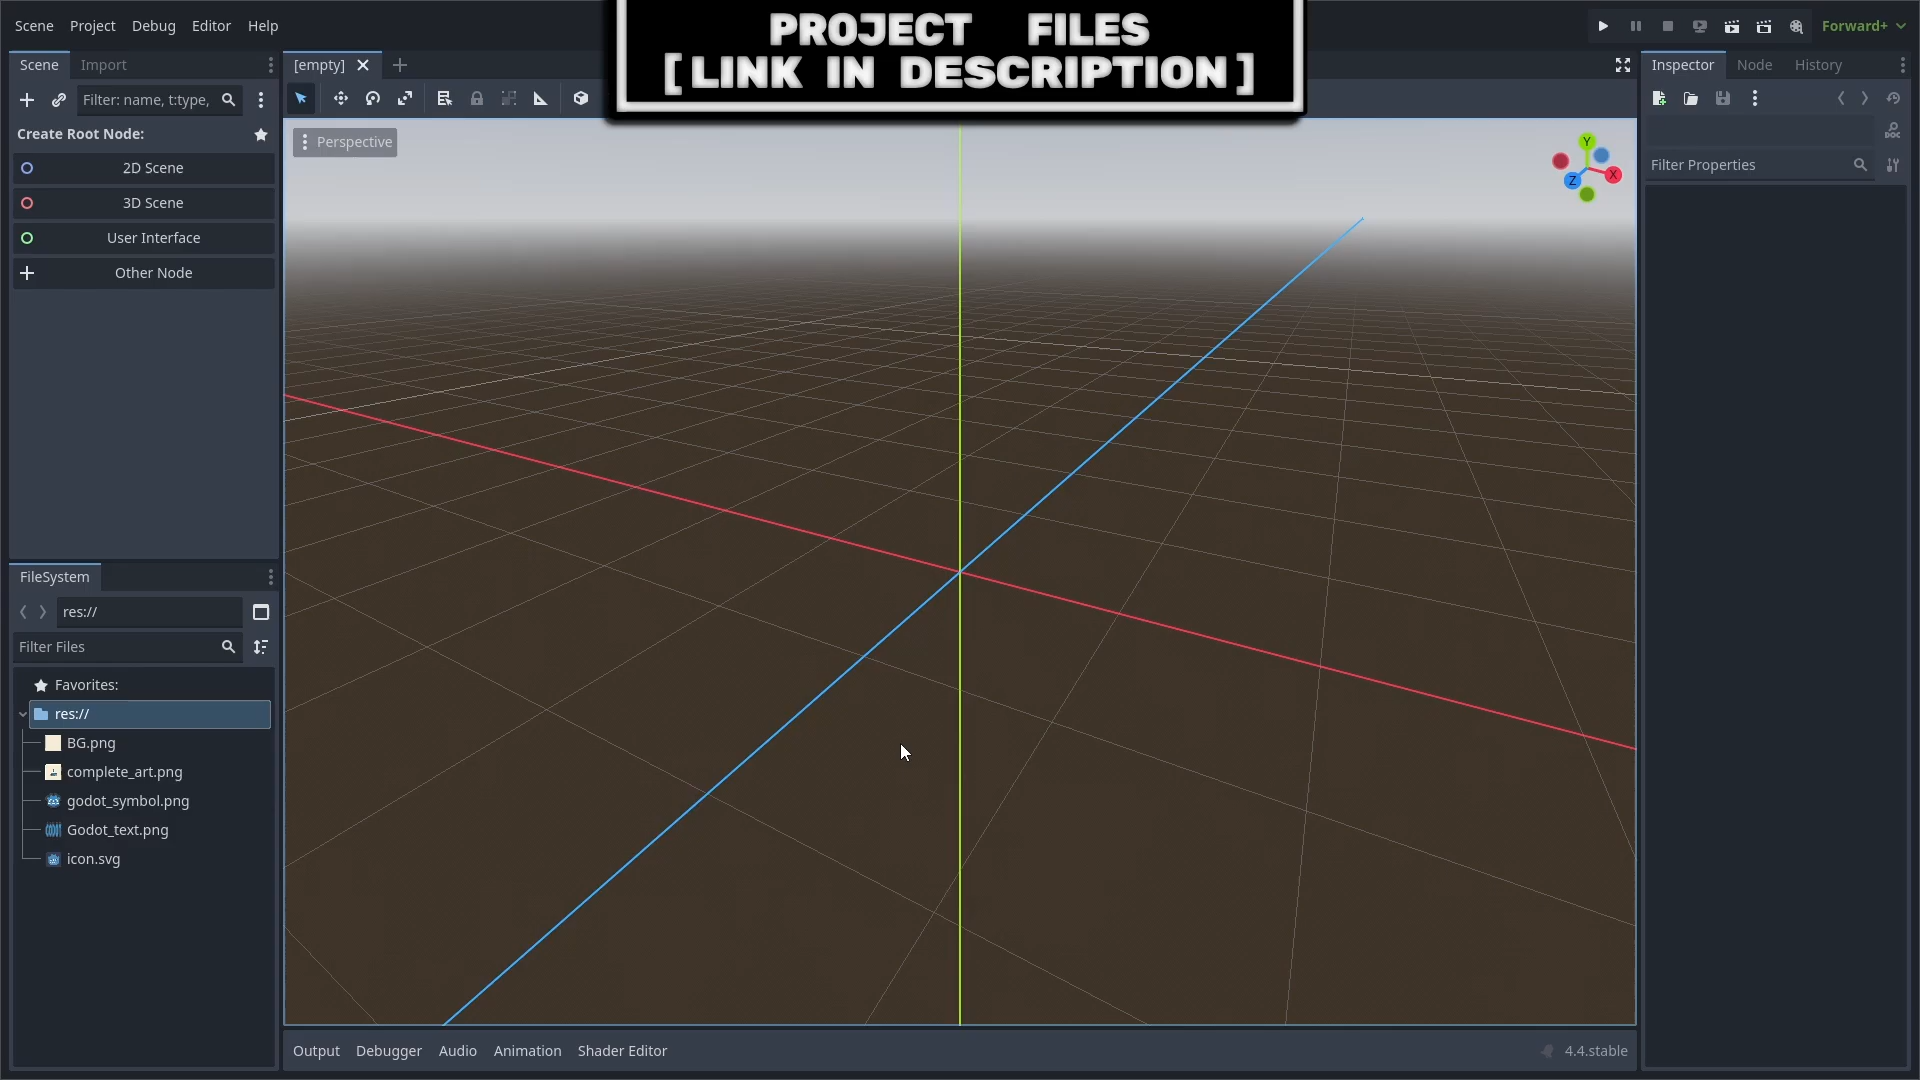 Scene Project Debug Editor Help
PROJECT FILES
[LINK IN DESCRIPTION]
Forward+
Scene Import
[empty]
Inspector Node History
Filter: name, t:type,
Create Root Node:
2D Scene
3D Scene
User Interface
Other Node
Perspective
Y
X
Z
DOC
Filter Properties
FileSystem
res://
Filter Files
Favorites:
res://
BG.png
complete_art.png
godot_symbol.png
Godot_text.png
icon.svg
Output Debugger Audio Animation Shader Editor
4.4.stable